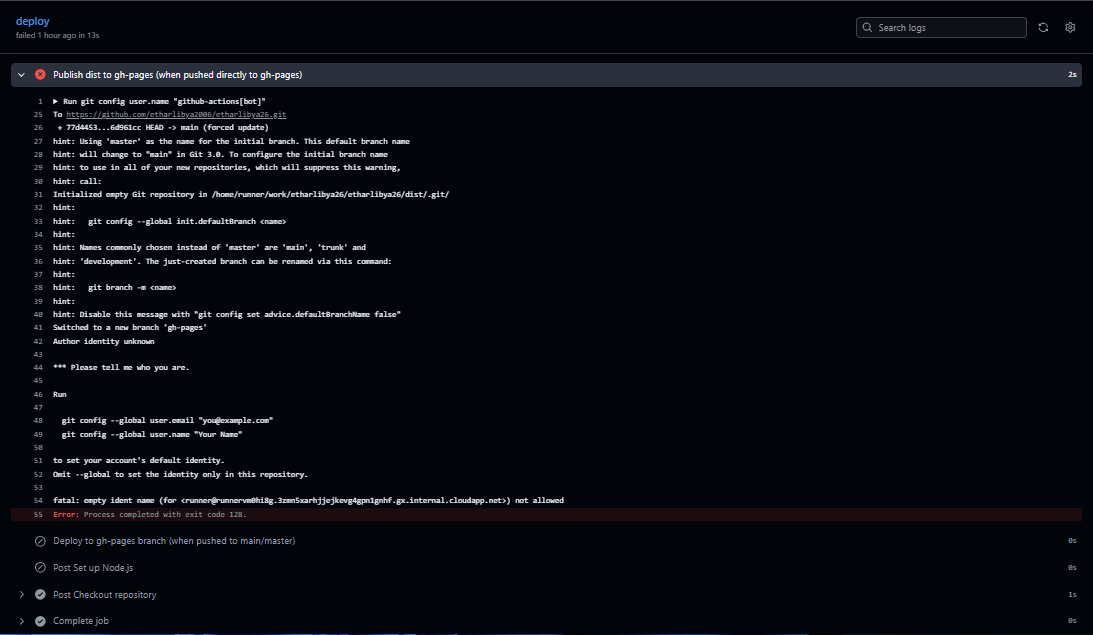 deploy
failed 1 hour ago in 13s
Search logs
Publish dist to gh-pages (when pushed directly to gh-pages)
2s
1 Run git config user.name "github-actions[bot]"
25 To https://github.com/etharlibya2006/etharlibya26.git
26 + 77d4453...6d961cc HEAD -> main (forced update)
27 hint: Using 'master' as the name for the initial branch. This default branch name
28 hint: will change to "main" in Git 3.0. To configure the initial branch name
29 hint: to use in all of your new repositories, which will suppress this warning,
30 hint: call:
31 Initialized empty Git repository in /home/runner/work/etharlibya26/etharlibya26/dist/.git/
32 hint:
33 hint:   git config --global init.defaultBranch <name>
34 hint:
35 hint: Names commonly chosen instead of 'master' are 'main', 'trunk' and
36 hint: 'development'. The just-created branch can be renamed via this command:
37 hint:
38 hint:   git branch -m <name>
39 hint:
40 hint: Disable this message with "git config set advice.defaultBranchName false"
41 Switched to a new branch 'gh-pages'
42 Author identity unknown
43
44 *** Please tell me who you are.
45
46 Run
47
48   git config --global user.email "you@example.com"
49   git config --global user.name "Your Name"
50
51 to set your account's default identity.
52 Omit --global to set the identity only in this repository.
53
54 fatal: empty ident name (for <runner@runnervm0hi8g.3zmn5xarhjjejkevg4gpn1gnhf.gx.internal.cloudapp.net>) not allowed
55 Error: Process completed with exit code 128.
Deploy to gh-pages branch (when pushed to main/master)
0s
Post Set up Node.js
0s
Post Checkout repository
1s
Complete job
0s